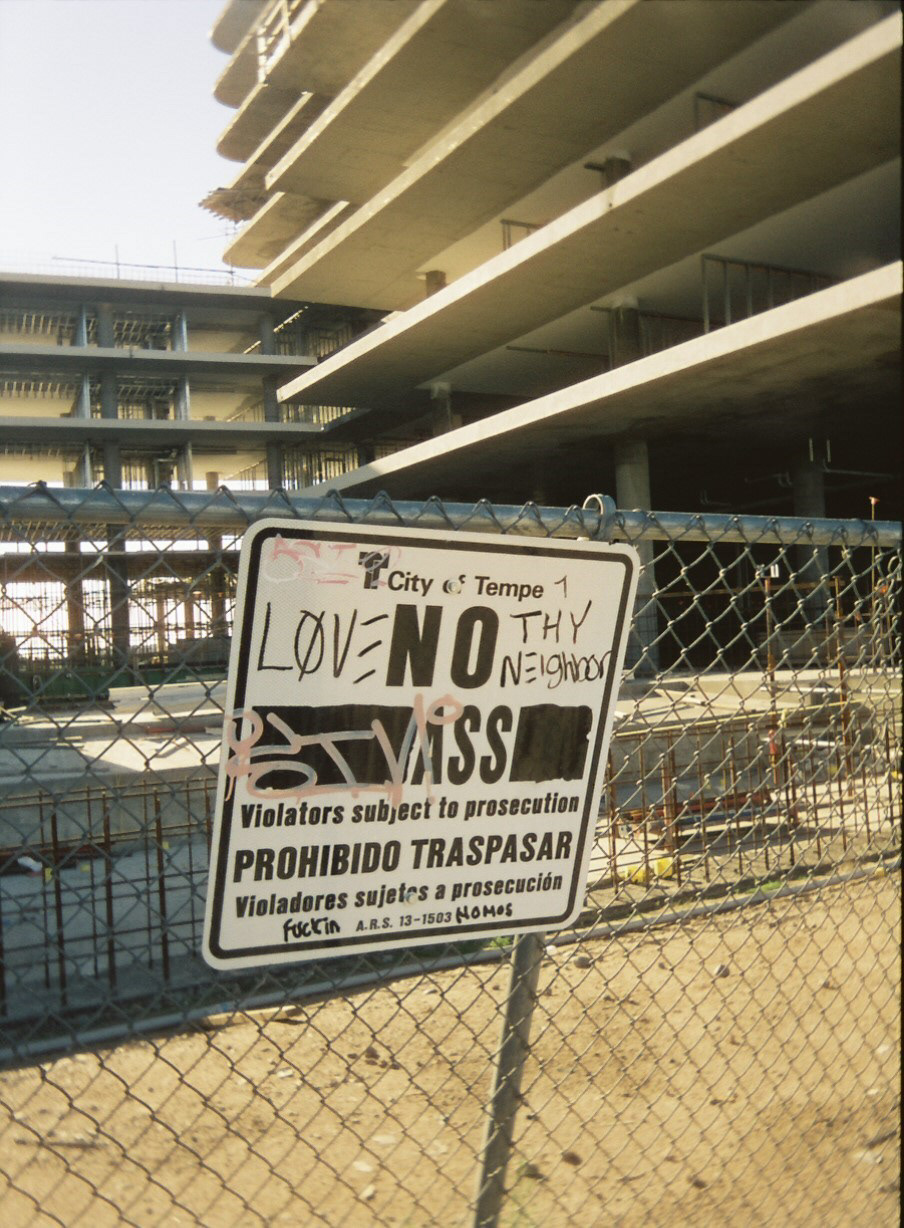 City of Tempe
LØVE NO THY
NEighbor
ASS
Violators subject to prosecution
PROHIBIDO TRASPASAR
Violadores sujetos a prosecución
fuckin A.R.S. 13-1503 HOMOS